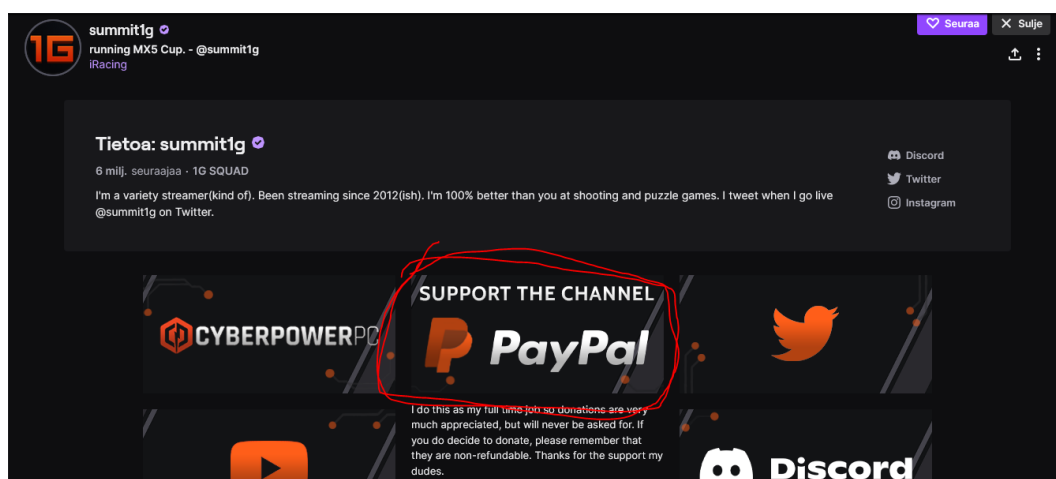 1G
summit1g
running MX5 Cup. - @summit1g
iRacing
Seuraa
Sulje
Tietoa: summit1g
6 milj. seuraajaa · 1G SQUAD
I'm a variety streamer(kind of). Been streaming since 2012(ish). I'm 100% better than you at shooting and puzzle games. I tweet when I go live
@summit1g on Twitter.
Discord
Twitter
Instagram
CYBERPOWERPC
SUPPORT THE CHANNEL
PayPal
I do this as my full time job so donations are very
much appreciated, but will never be asked for. If
you do decide to donate, please remember that
they are non-refundable. Thanks for the support my
dudes.
Discord